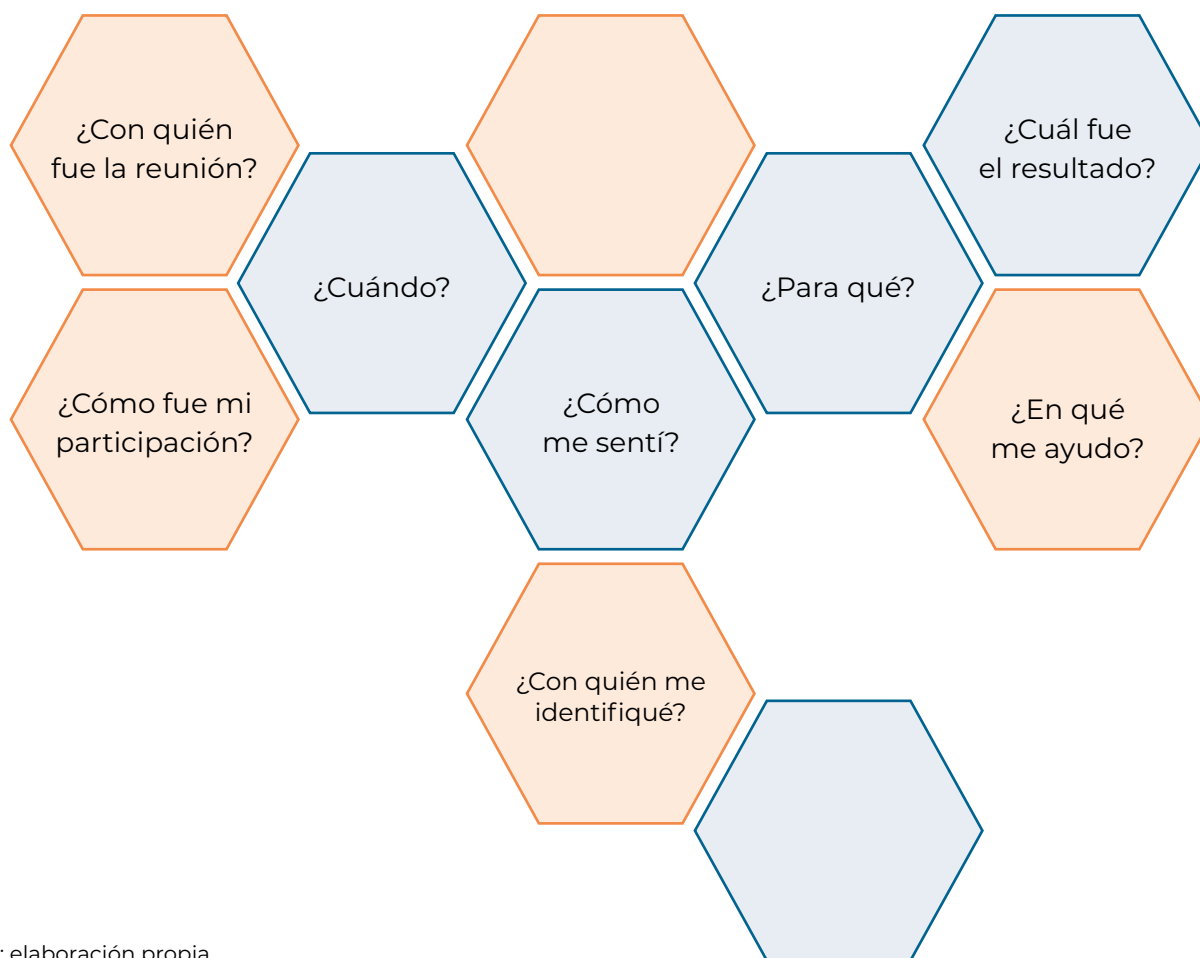 ¿Con quién
fue la reunión?
¿Cuál fue
el resultado?
¿Cuándo?
¿Para qué?
¿Cómo fue mi
participación?
¿Cómo
me sentí?
¿En qué
me ayudo?
¿Con quién me
identifiqué?
: elaboración propia